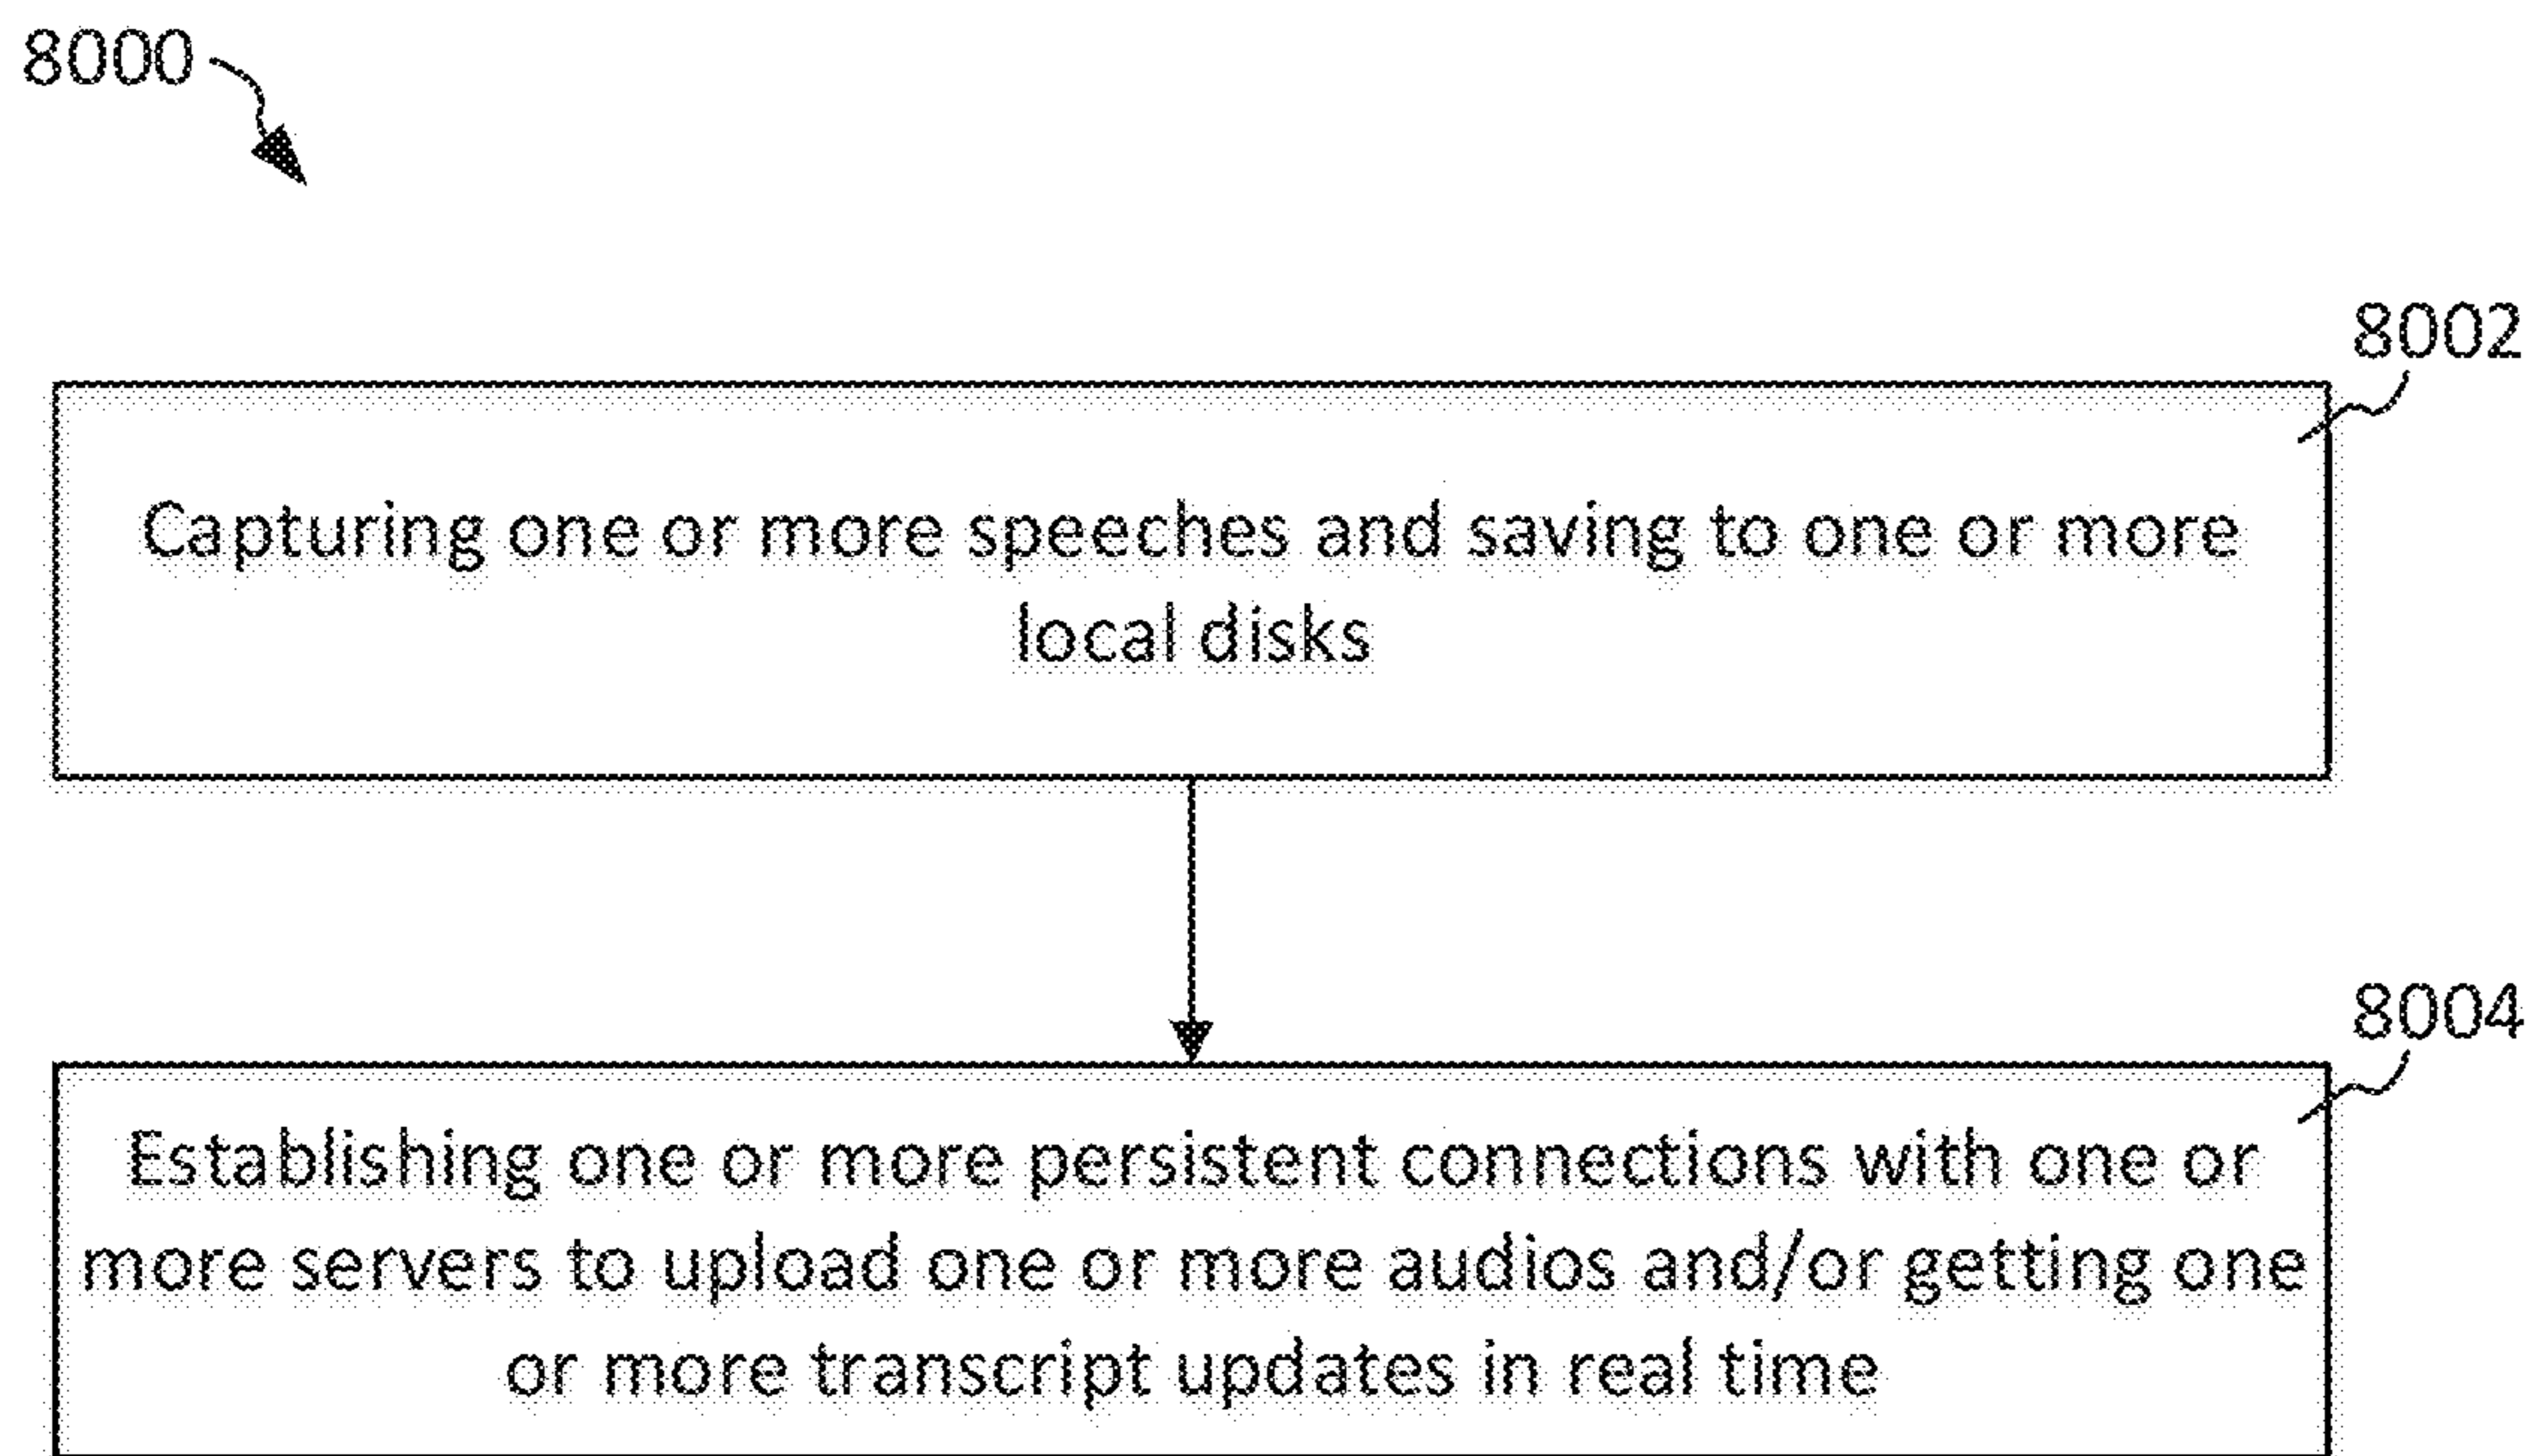 8000
8002
Capturing one or more speeches and saving to one or more
local disks
8004
Establishing one or more persistent connections with one or
more servers to upload one or more audios and/or getting one
or more transcript updates in real time